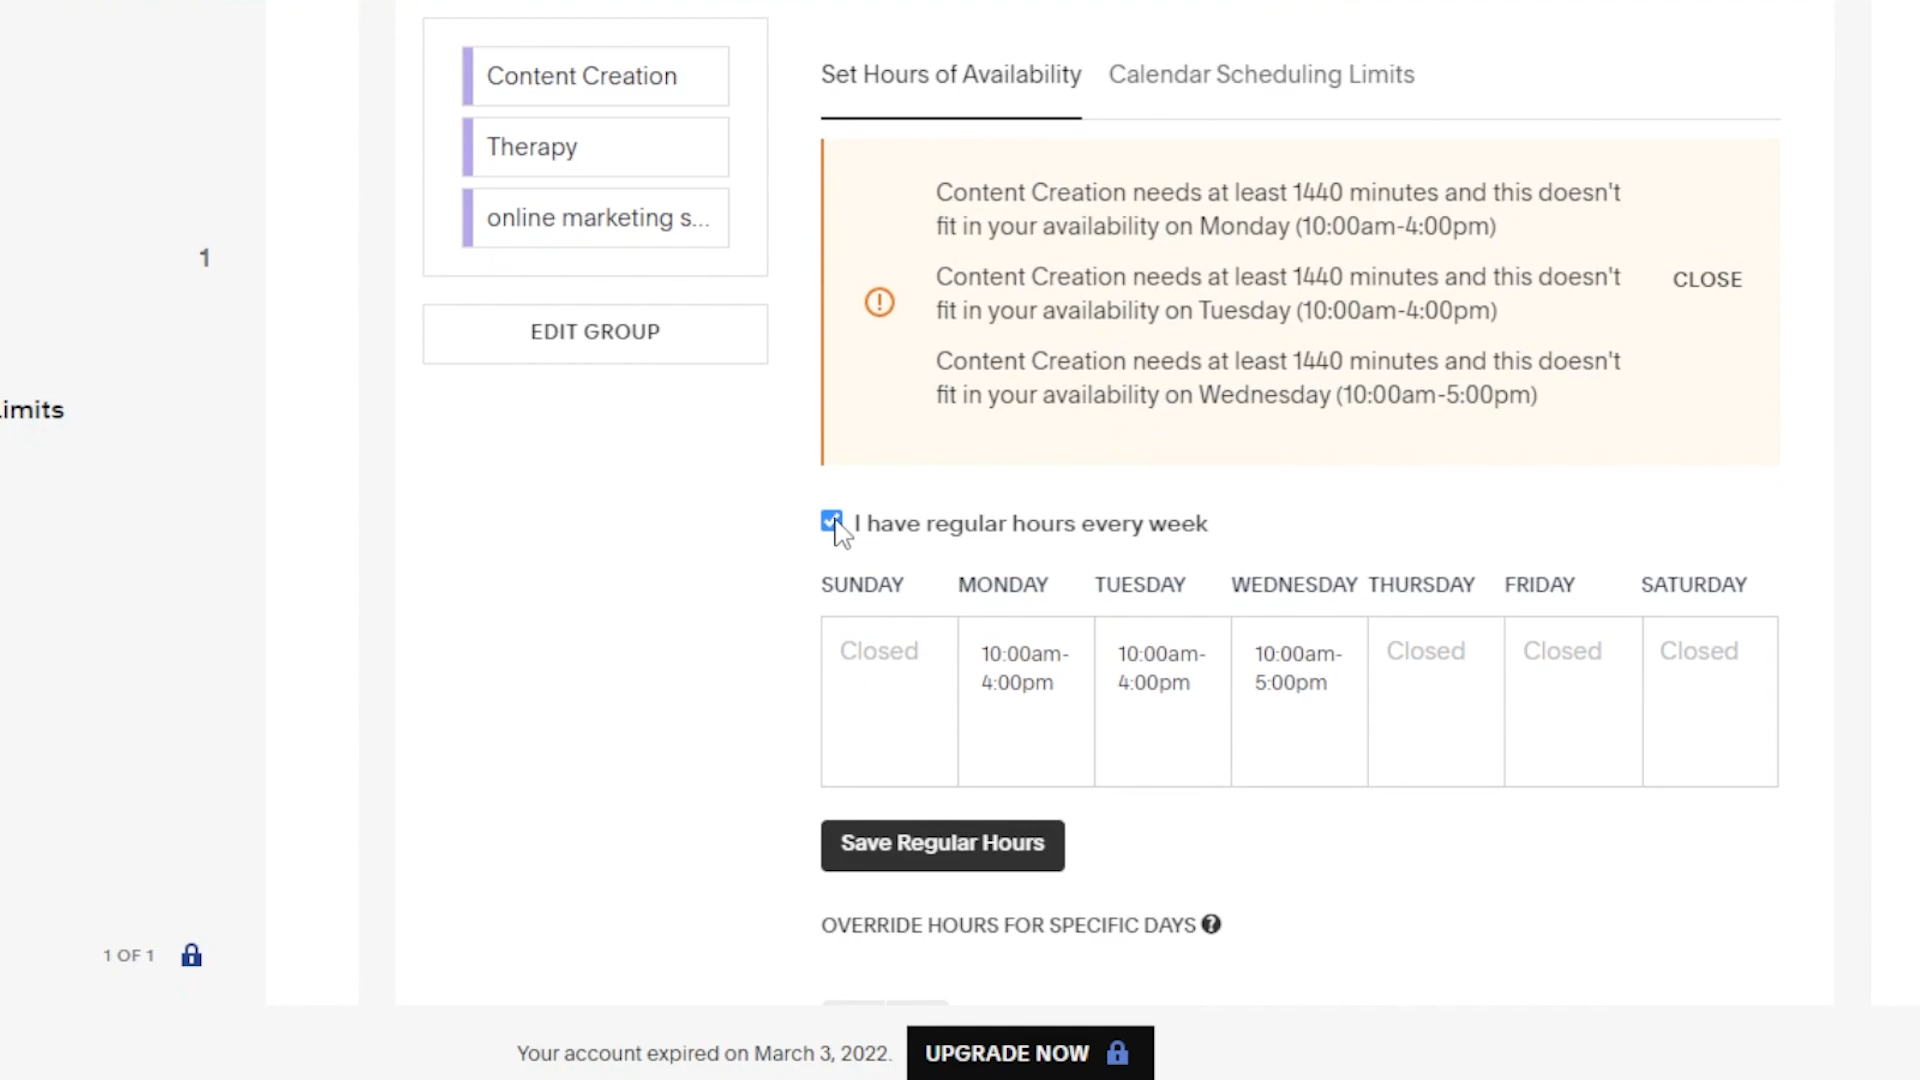 Content Creation
Therapy
online marketing s...
EDIT GROUP
1
.imits
1 OF 1
Set Hours of Availability
Calendar Scheduling Limits
Content Creation needs at least 1440 minutes and this doesn't
fit in your availability on Monday (10:00am-4:00pm)
Content Creation needs at least 1440 minutes and this doesn't
fit in your availability on Tuesday (10:00am-4:00pm)
Content Creation needs at least 1440 minutes and this doesn't
fit in your availability on Wednesday (10:00am-5:00pm)
CLOSE
I have regular hours every week
SUNDAY MONDAY TUESDAY WEDNESDAY THURSDAY FRIDAY SATURDAY
Closed
10:00am-
4:00pm
10:00am-
4:00pm
10:00am-
5:00pm
Closed
Closed
Closed
Save Regular Hours
OVERRIDE HOURS FOR SPECIFIC DAYS ?
Your account expired on March 3, 2022.
UPGRADE NOW